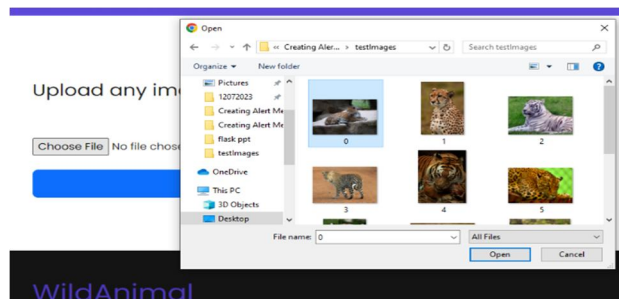 Open
« Creating Aler... › testImages
Search testImages
Organize
New folder
Pictures
12072023
Creating Alert Me
Creating Alert Me
flask ppt
testImages
OneDrive
This PC
3D Objects
Desktop
0
1
2
3
4
5
File name: 0
All Files
Open
Cancel
Upload any im
Choose File No file chos
WildAnimal